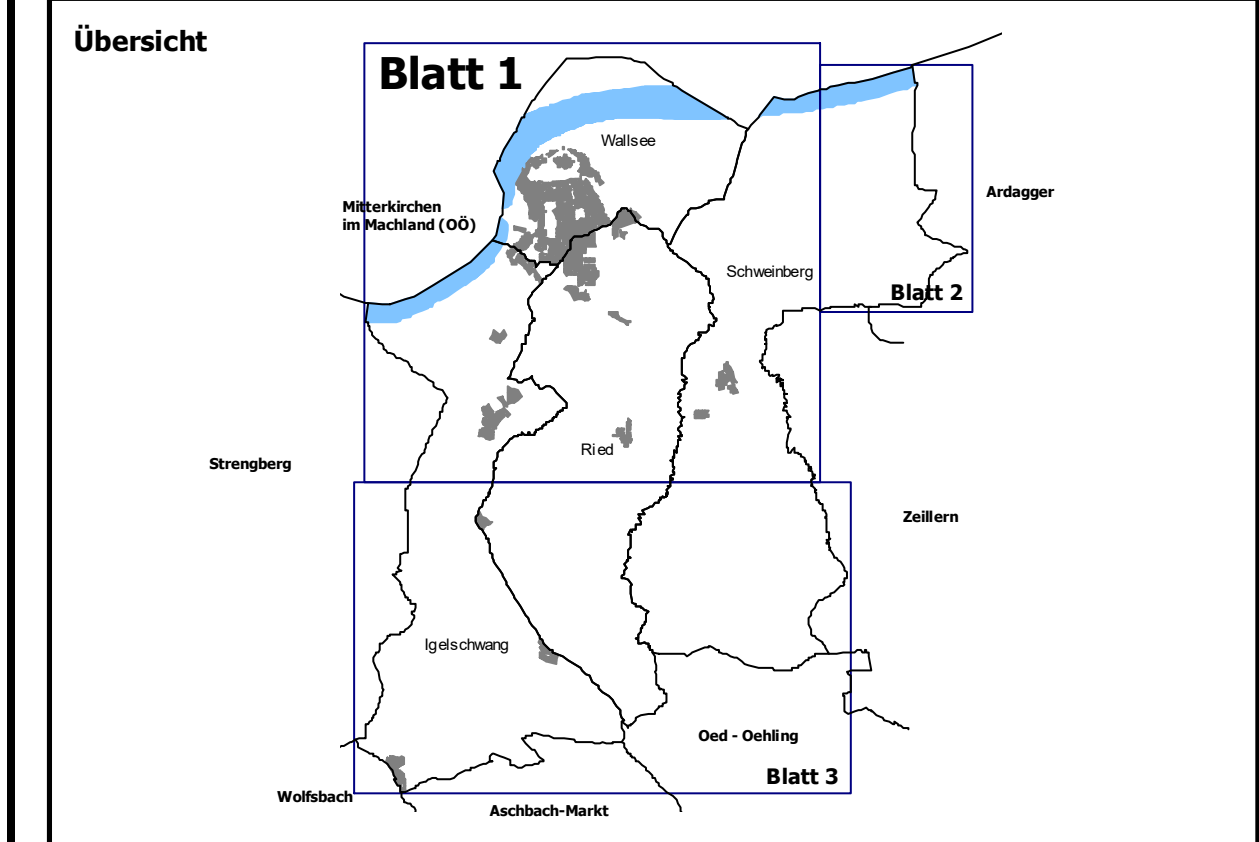 Übersicht
Blatt 1
Wallsee
Mitterkirchen
im Machland (OÖ)
Ardagger
Schweinberg
Blatt 2
Ried
Strengberg
Zeillern
Igelschwang
Oed - Oehling
Blatt 3
Wolfsbach
Aschbach-Markt